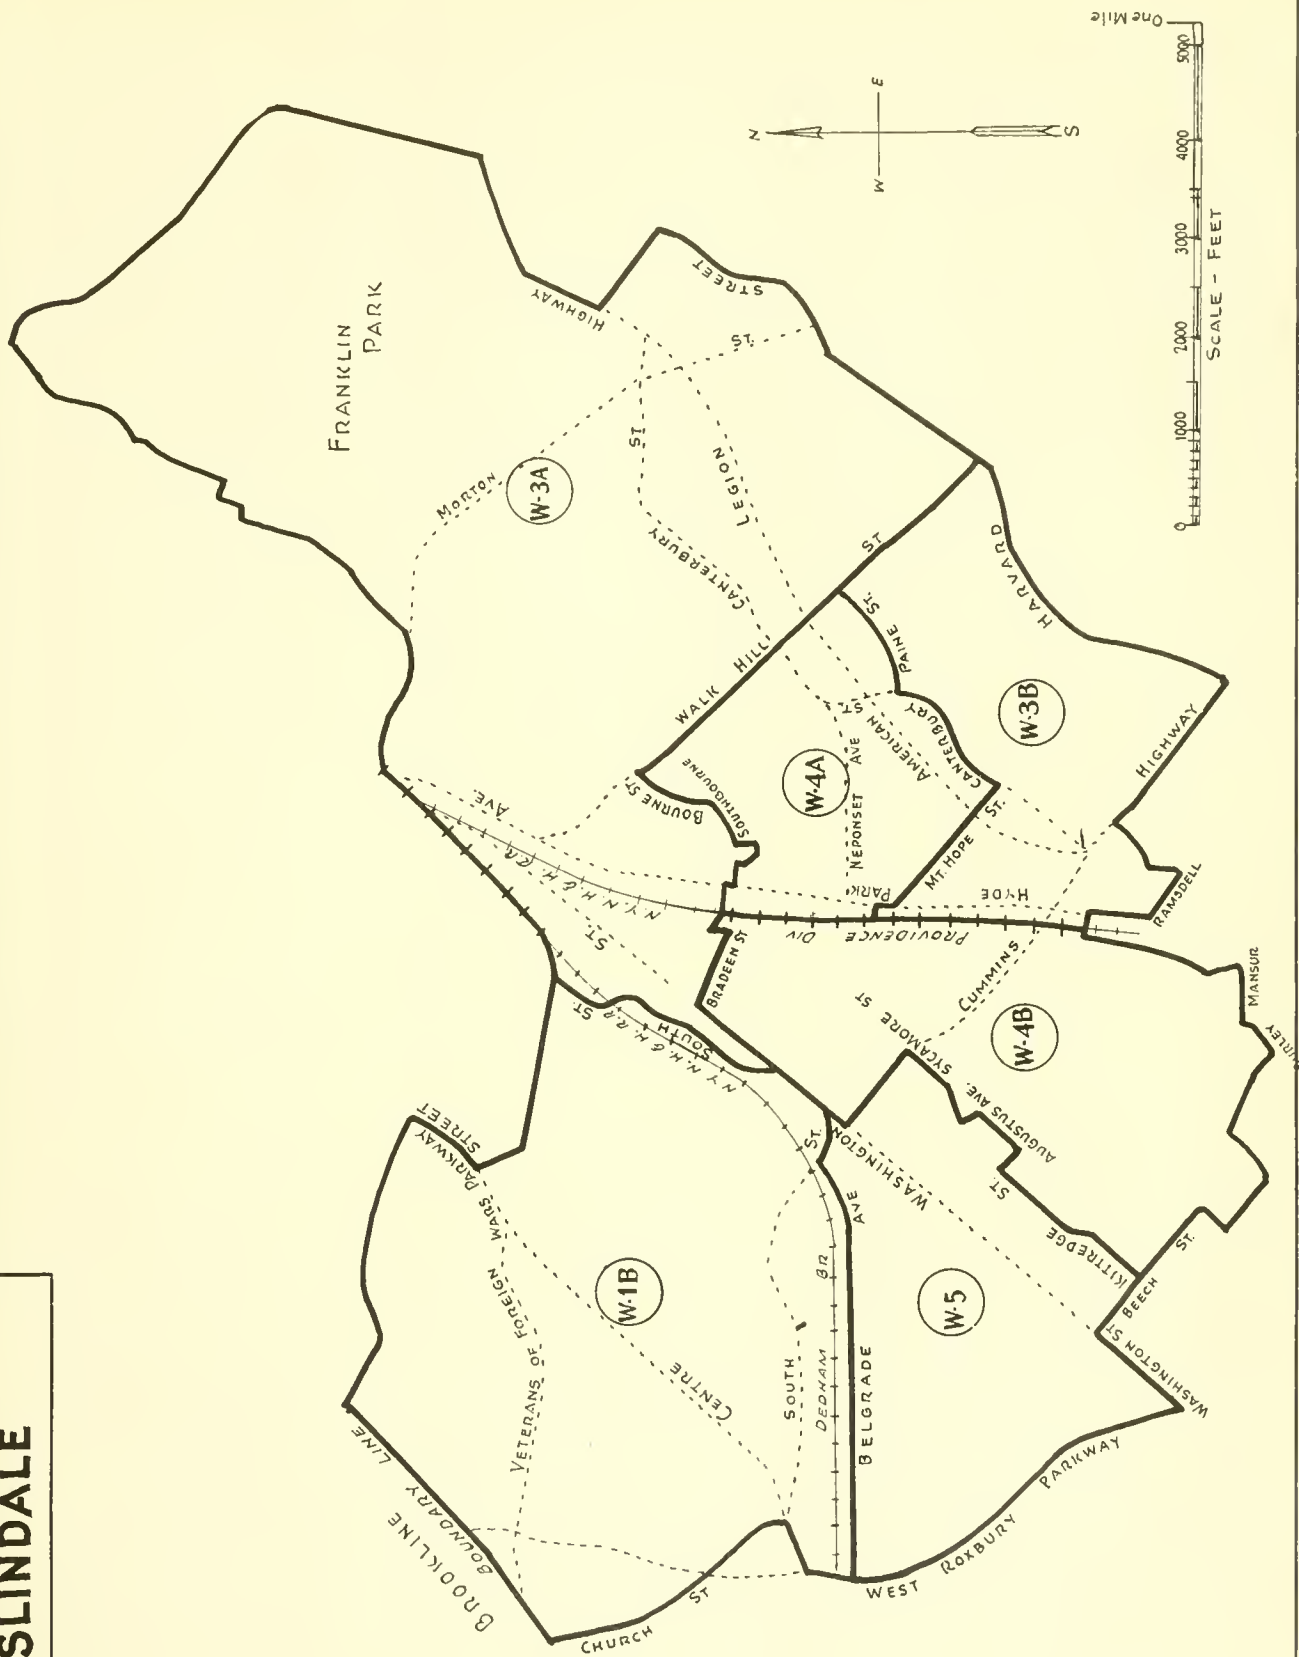 SLINDALE
FRANKLIN
PARK
N
W E
S
One Mile
0 1000 2000 3000 4000 5000
SCALE - FEET
HIGHWAY
STREET
ST.
MORTON
W-3A
ST
CANTERBURY
LEGION
WALK HILL ST
HARVARD
PAINE ST.
W-3B
HIGHWAY
CANTERBURY
AMERICAN
ST
NEPONSET AVE
W-4A
BOURNE ST.
SOUTHBOURNE
MT. HOPE ST.
AVE.
HYDE PARK
N.Y. N.H. & H. R.R.
PROVIDENCE DIV
RAMSDELL
ST.
BRADEEN ST
CUMMINS
MANSUR
W-4B
SYCAMORE ST
AUGUSTUS AVE.
KITTREDGE ST.
BEECH ST.
SOUTH ST.
N.Y. N.H. & H. R.R.
WASHINGTON ST.
WASHINGTON ST
W-5
BELGRADE AVE
DEDHAM BR
SOUTH
W-1B
CENTRE
STREET
VETERANS OF FOREIGN WARS PARKWAY
BROOKLINE
BOUNDARY LINE
CHURCH ST
WEST ROXBURY PARKWAY